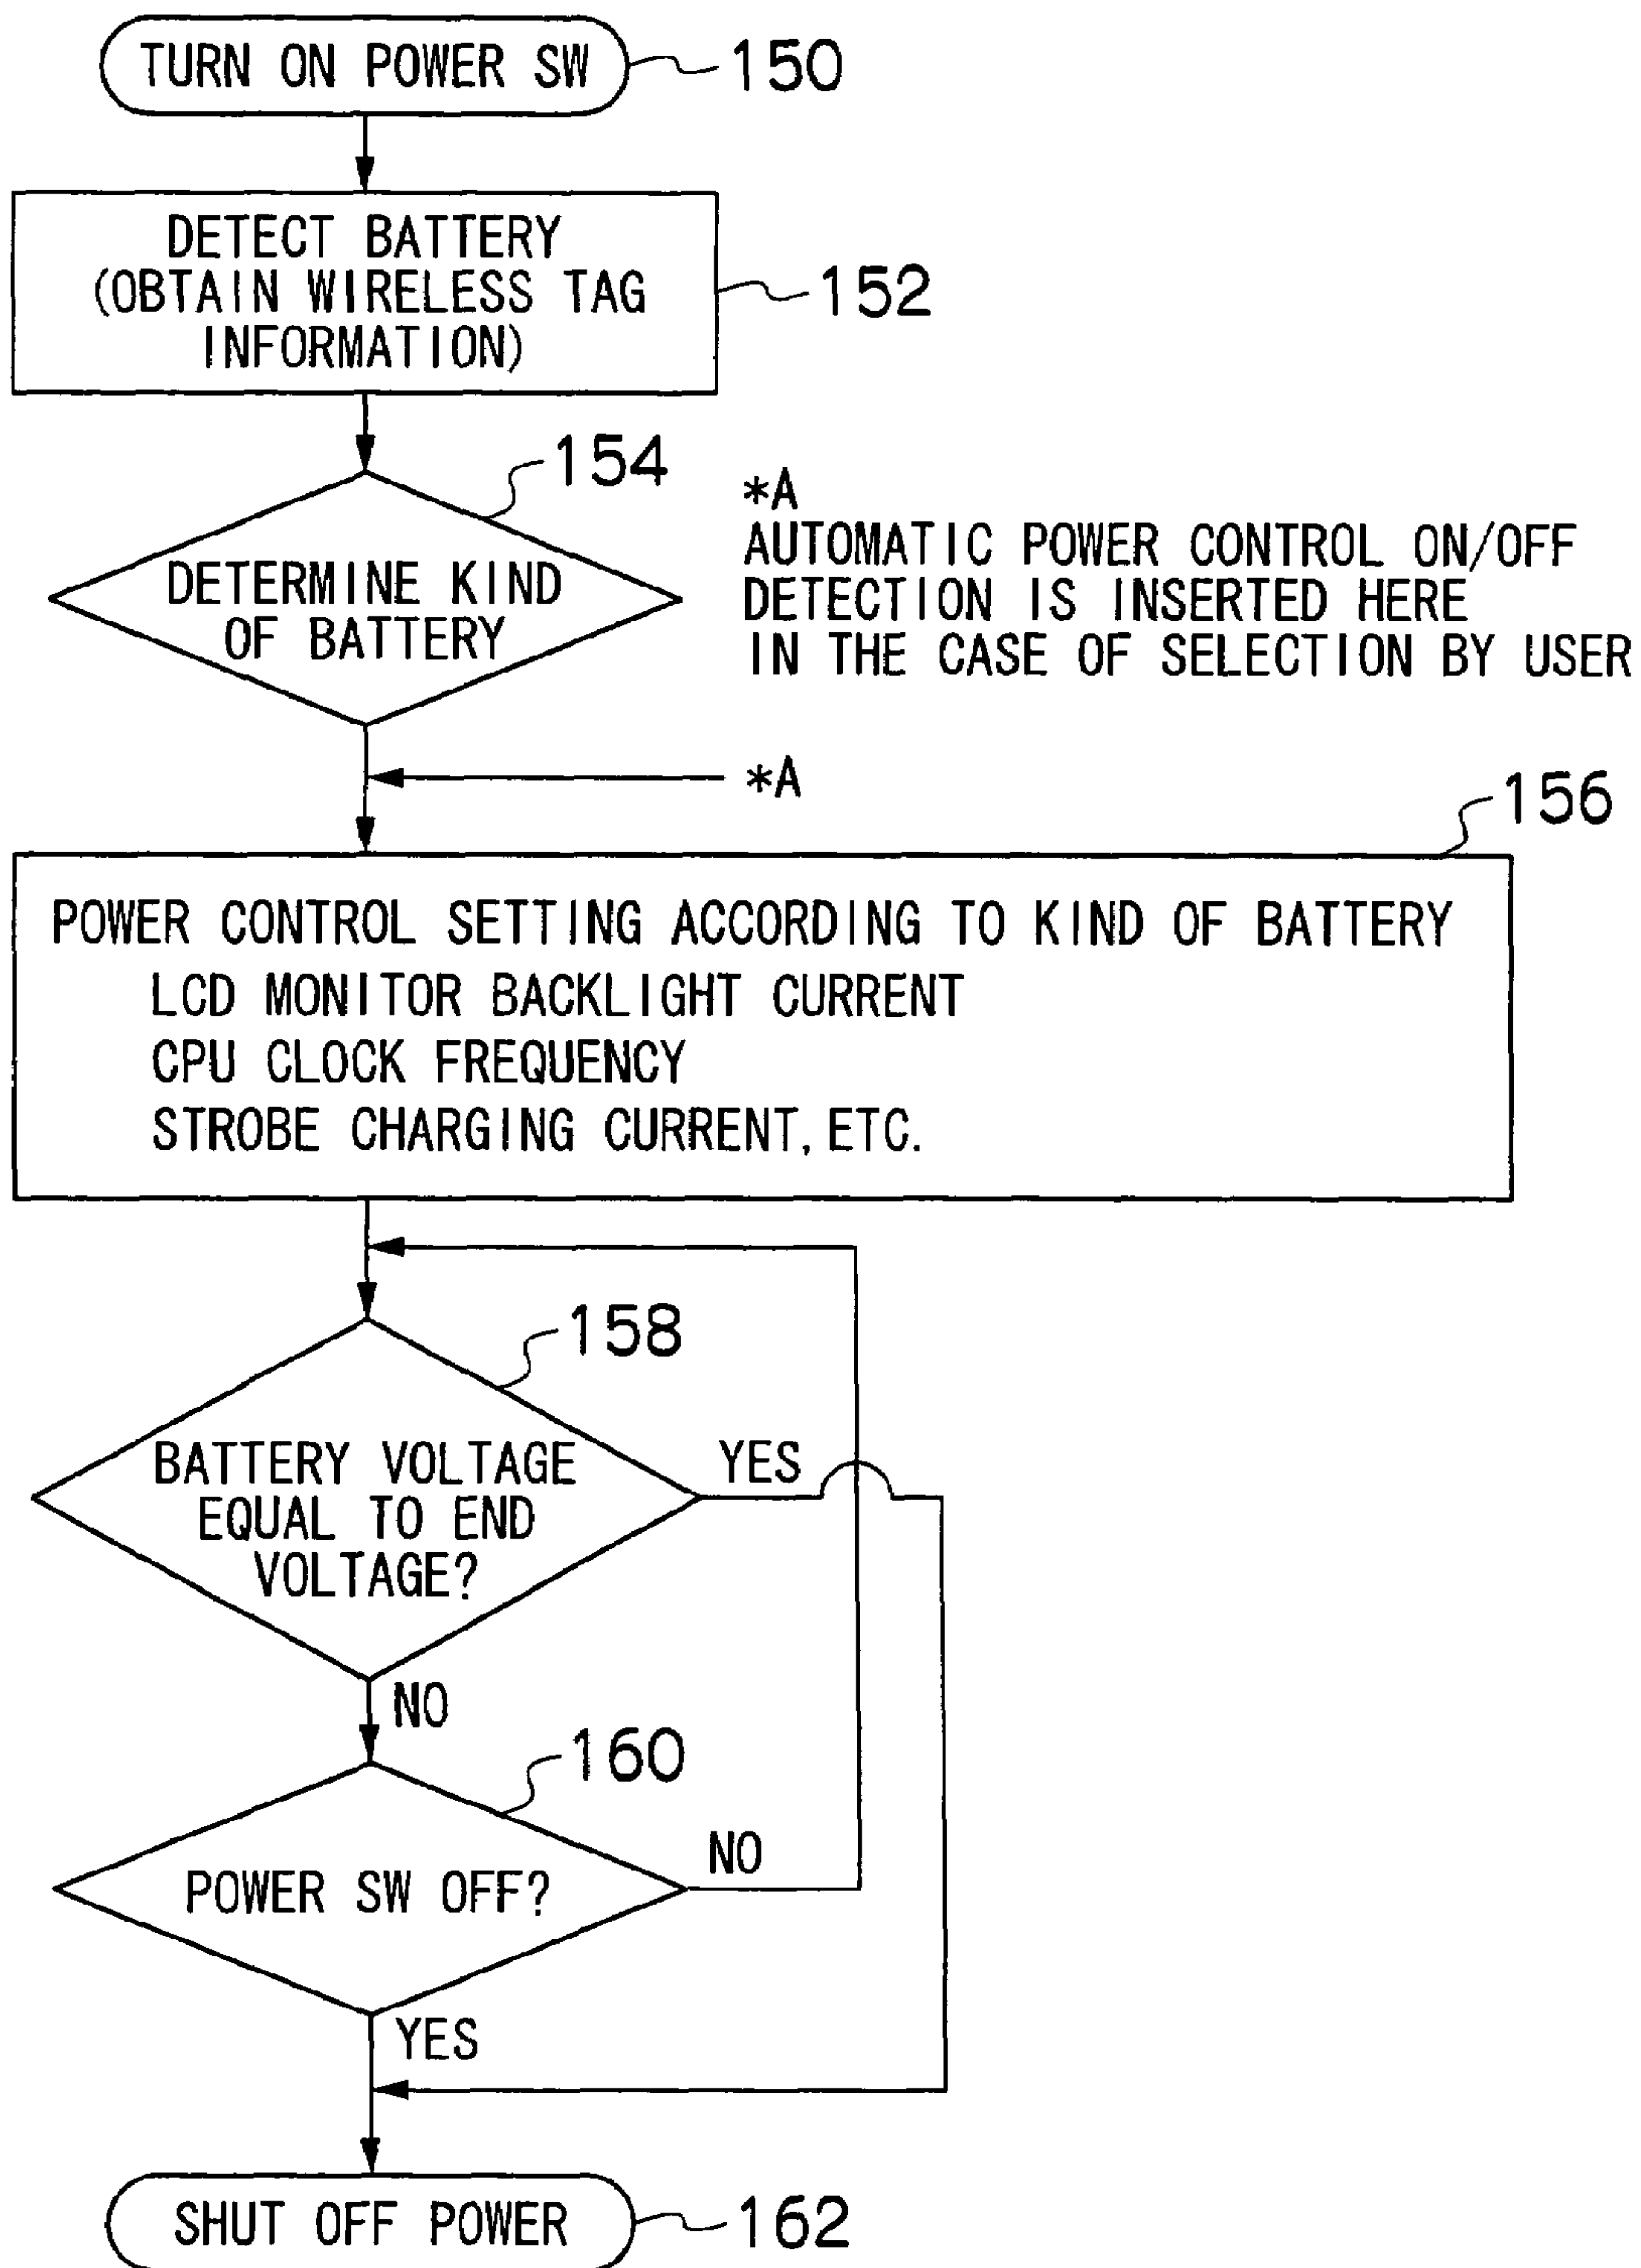 TURN ON POWER SW
150
DETECT BATTERY
(OBTAIN WIRELESS TAG
INFORMATION)
152
154
DETERMINE KIND
OF BATTERY
*A
AUTOMATIC POWER CONTROL ON/OFF
DETECTION IS INSERTED HERE
IN THE CASE OF SELECTION BY USER
*A
156
POWER CONTROL SETTING ACCORDING TO KIND OF BATTERY
LCD MONITOR BACKLIGHT CURRENT
CPU CLOCK FREQUENCY
STROBE CHARGING CURRENT, ETC.
158
BATTERY VOLTAGE
EQUAL TO END
VOLTAGE?
YES
NO
160
POWER SW OFF?
NO
YES
SHUT OFF POWER
162